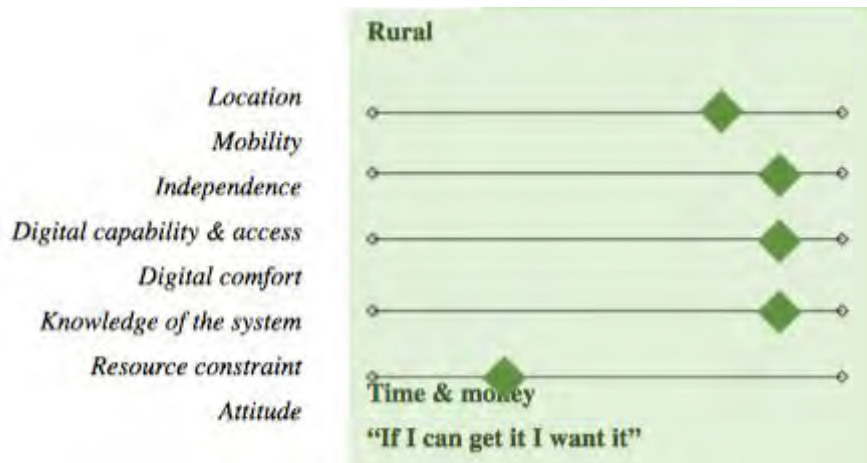 Rural
Location
Mobility
Independence
Digital capability & access
Digital comfort
Knowledge of the system
Resource constraint
Time & money
Attitude
“If I can get it I want it”